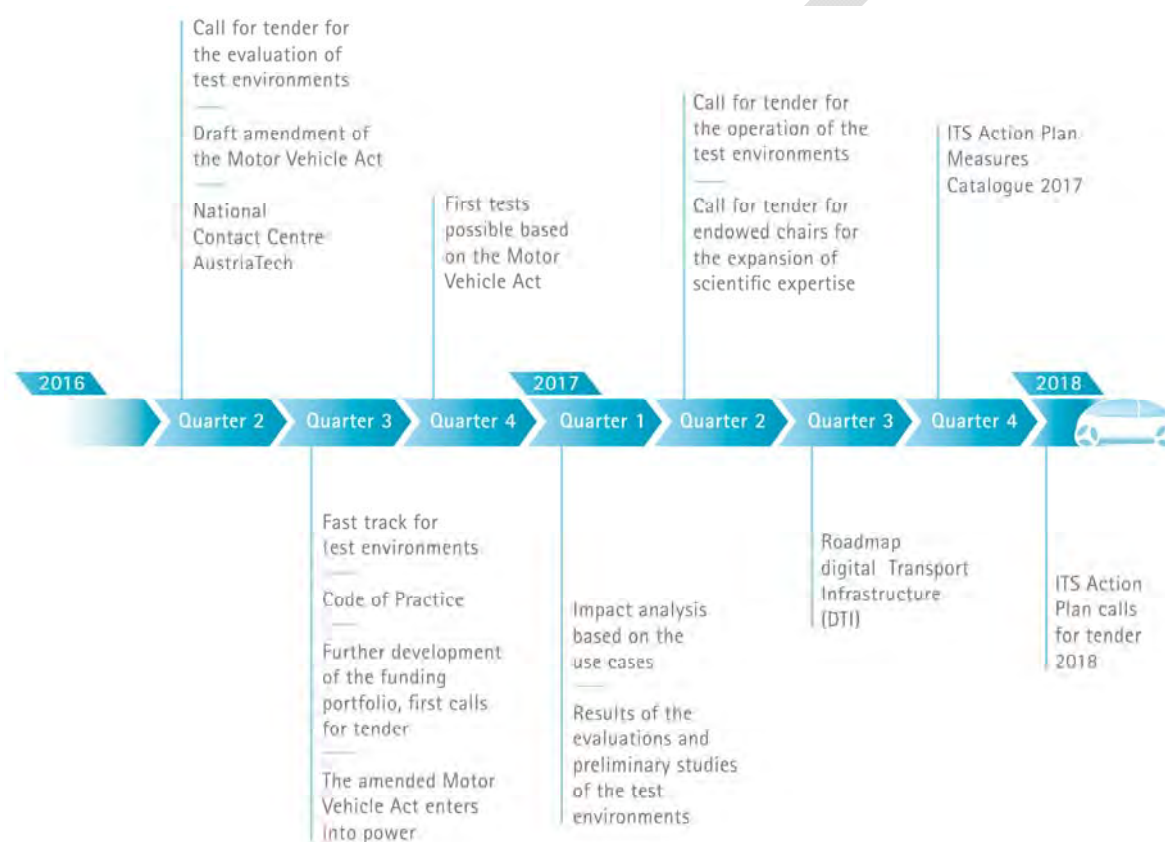 Call for tender for
the evaluation of
test environments
Draft amendment of
the Motor Vehicle Act
National
Contact Centre
AustriaTech
First tests
possible based
on the Motor
Vehicle Act
Call for tender for
the operation of the
test environments
Call for tender for
endowed chairs for
the expansion of
scientific expertise
ITS Action Plan
Measures
Catalogue 2017
2016
2017
2018
Quarter 2
Quarter 3
Quarter 4
Quarter 1
Quarter 2
Quarter 3
Quarter 4
Fast track for
test environments
Code of Practice
Further development
of the funding
portfolio, first calls
for tender
The amended Motor
Vehicle Act enters
into power
Impact analysis
based on the
use cases
Results of the
evaluations and
preliminary studies
of the test
environments
Roadmap
digital Transport
Infrastructure
(DTI)
ITS Action
Plan calls
for tender
2018